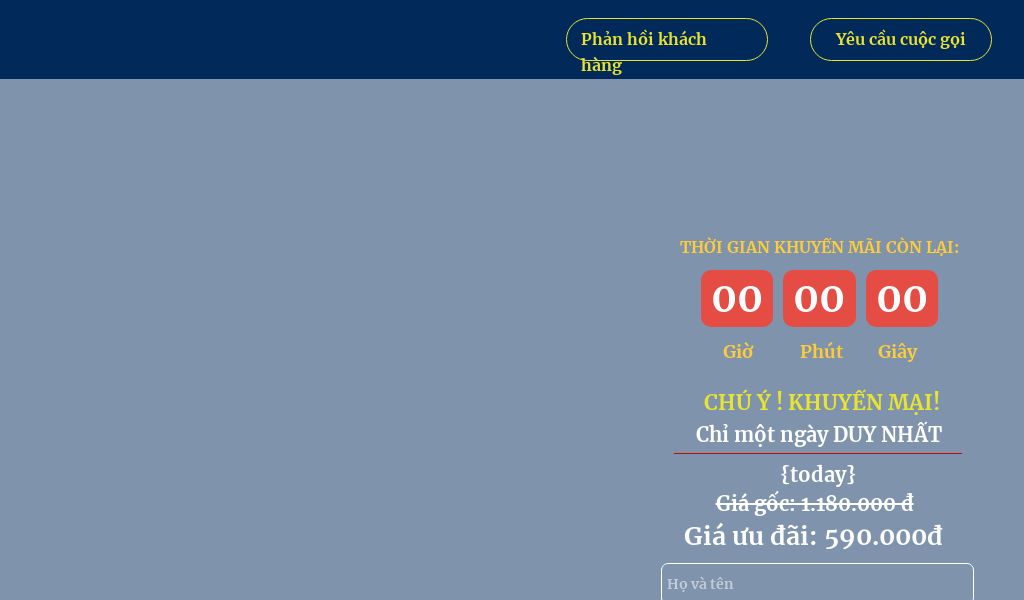 Phản hồi khách
hàng
Yêu cầu cuộc gọi
THỜI GIAN KHUYẾN MÃI CÒN LẠI:
00 00 00
Giờ Phút Giây
CHÚ Ý ! KHUYẾN MẠI!
Chỉ một ngày DUY NHẤT
{today}
Giá gốc: 1.180.000 đ
Giá ưu đãi: 590.000đ
Họ và tên